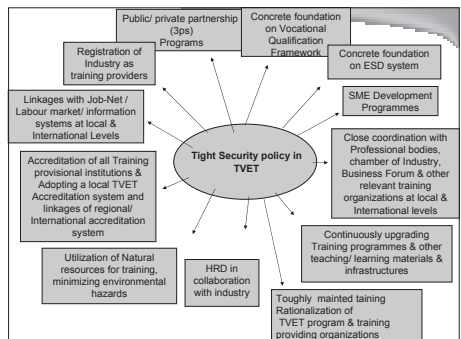 Public/ private partnership
(3ps)
Programs
Concrete foundation
on Vocational
Qualification
Framework
Concrete foundation
on ESD system
Registration of
Industry as
training providers
SME Development
Programmes
Linkages with Job-Net /
Labour market/ information
systems at local &
International Levels
Tight Security policy in
TVET
Close coordination with
Professional bodies,
chamber of Industry,
Business Forum & other
relevant training
organizations at local &
International levels
Accreditation of all Training
provisional institutions &
Adopting a local TVET
Accreditation system and
linkages of regional/
International accreditation
system
Continuously upgrading
Training programmes & other
teaching/ learning materials &
infrastructures
Utilization of Natural
resources for training,
minimizing environmental
hazards
HRD in
collaboration
with industry
Toughly mainted taining
Rationalization of
TVET program & training
providing organizations